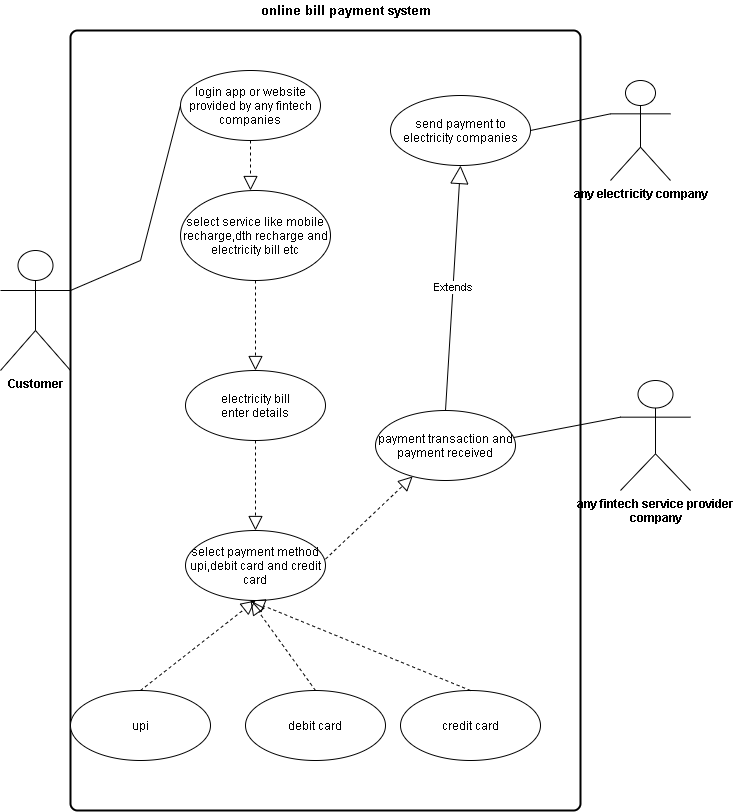 online bill payment system
login app or website
provided by any fintech
companies
send payment to
electricity companies
any electricity company
select service like mobile
recharge,dth recharge and
electricity bill etc
Extends
Customer
electricity bill
enter details
payment transaction and
payment received
any fintech service provider
company
select payment method
upi,debit card and credit
card
upi
debit card
credit card